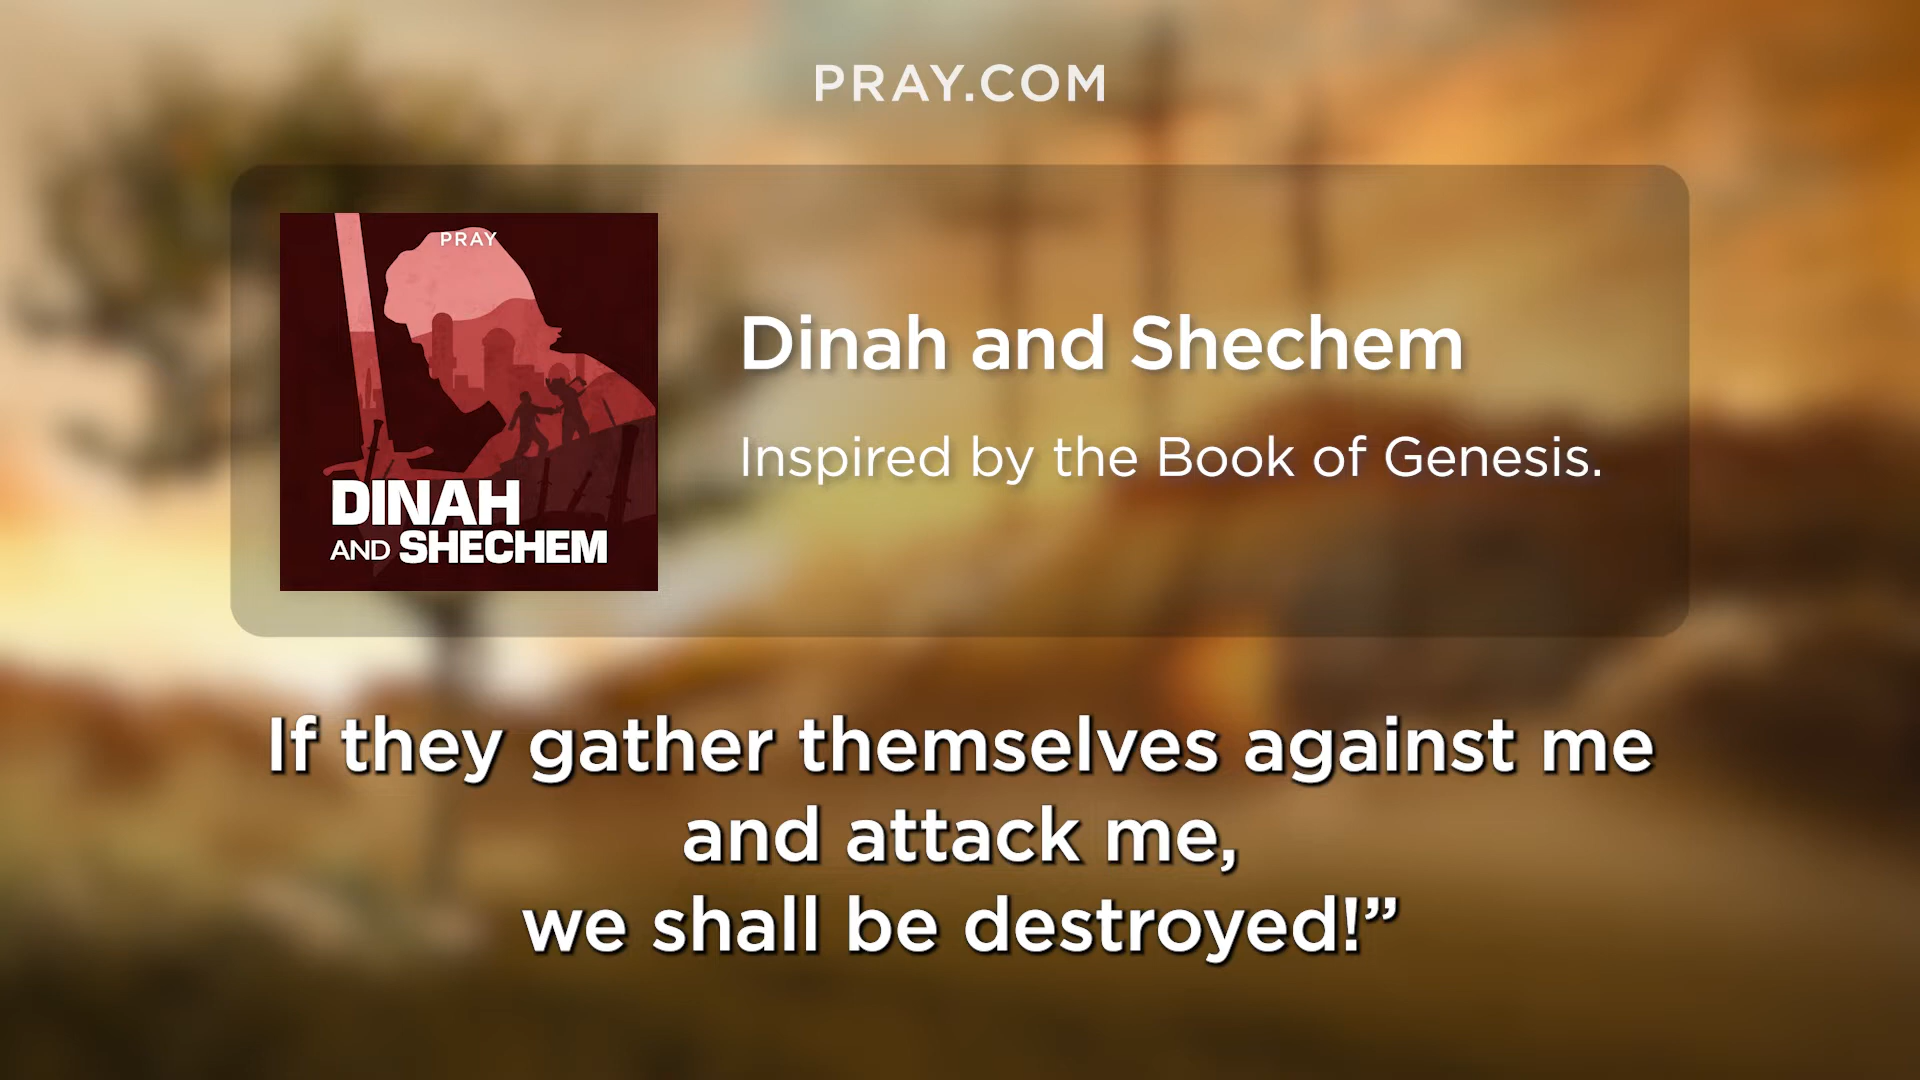 PRAY.COM
PRAY
DINAH
AND SHECHEM
Dinah and Shechem
Inspired by the Book of Genesis.
If they gather themselves against me
and attack me,
we shall be destroyed!”